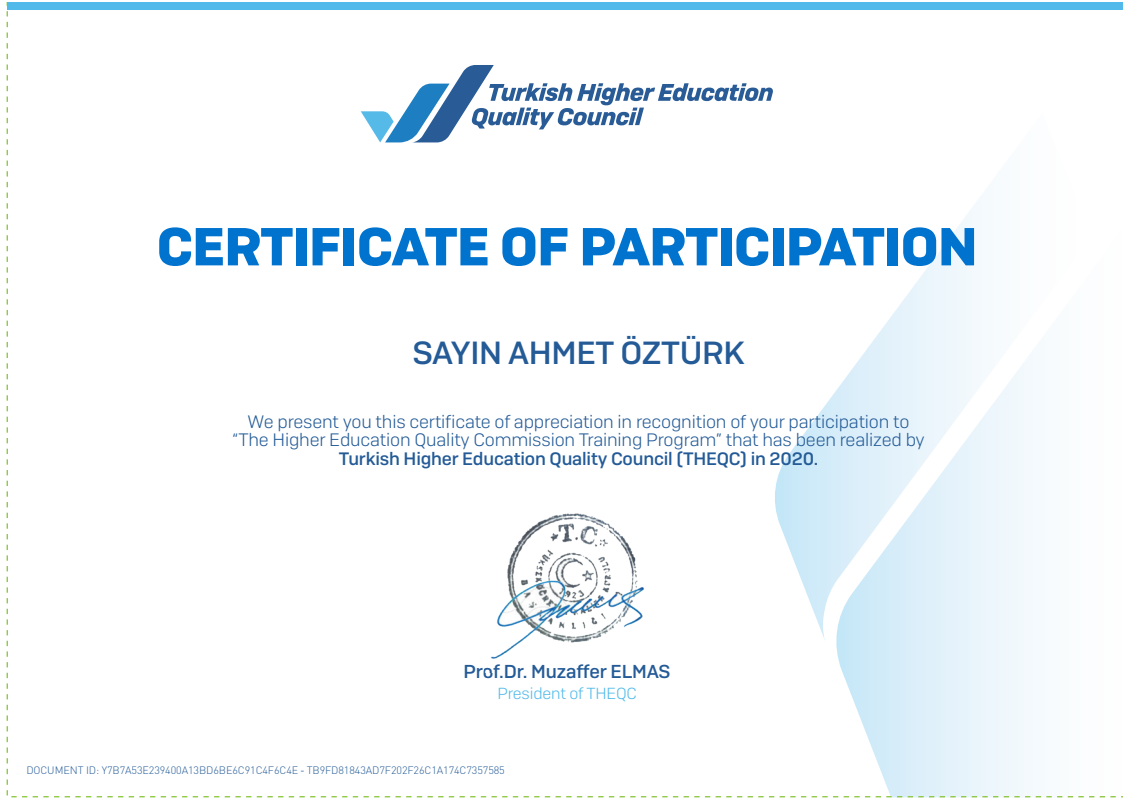 Turkish Higher Education
Quality Council
CERTIFICATE OF PARTICIPATION
SAYIN AHMET ÖZTÜRK
We present you this certificate of appreciation in recognition of your participation to
“The Higher Education Quality Commission Training Program” that has been realized by
Turkish Higher Education Quality Council (THEQC) in 2020.
T.C.
1923
Prof.Dr. Muzaffer ELMAS
President of THEQC
DOCUMENT ID: Y7B7A53E239400A13BD6BE6C91C4F6C4E - TB9FD81843AD7F202F26C1A174C7357585